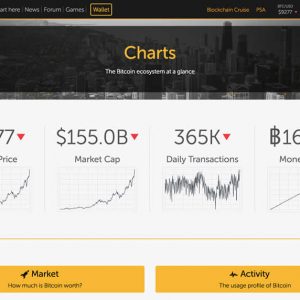 tart here | News | Forum | Games | Wallet
Blockchain Cruise PSA BTC/USD
$9277
Charts
The Bitcoin ecosystem at a glance
77 $155.0B 365K ฿16
Price Market Cap Daily Transactions Mone
Market Activity
How much is Bitcoin worth? The usage profile of Bitcoin